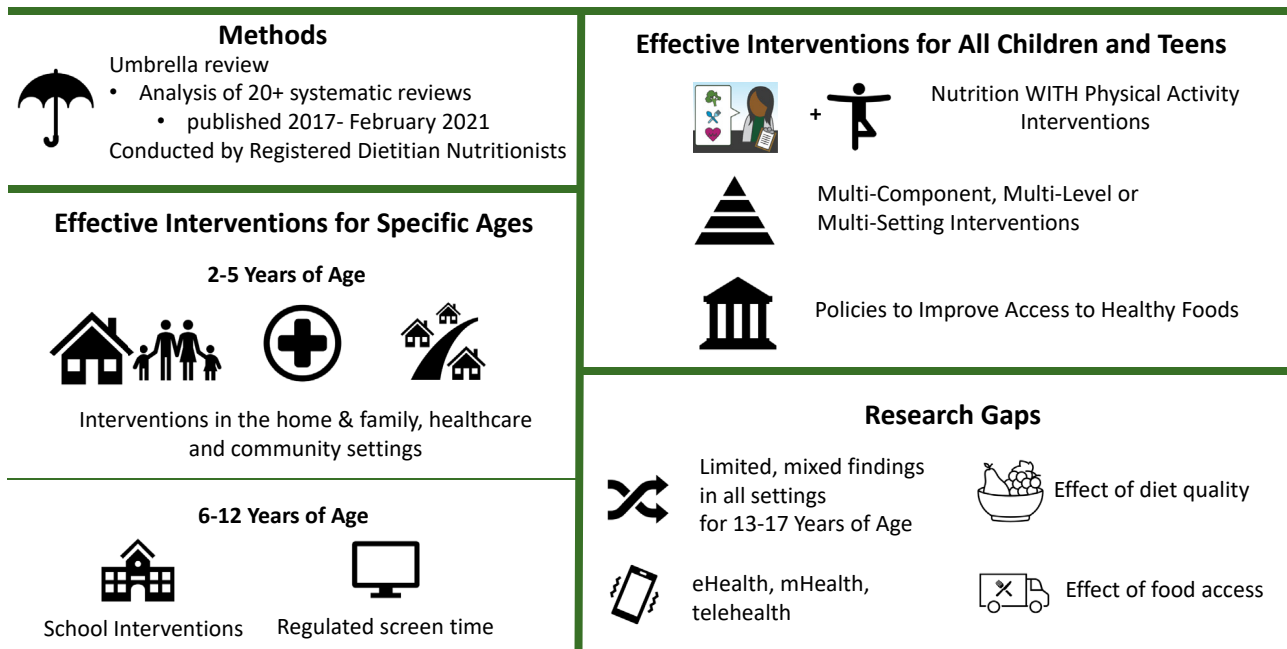 Methods
Umbrella review
• Analysis of 20+ systematic reviews
• published 2017- February 2021
Conducted by Registered Dietitian Nutritionists
Effective Interventions for Specific Ages
2-5 Years of Age
Interventions in the home & family, healthcare
and community settings
6-12 Years of Age
School Interventions
Regulated screen time
Effective Interventions for All Children and Teens
+
Nutrition WITH Physical Activity
Interventions
Multi-Component, Multi-Level or
Multi-Setting Interventions
Policies to Improve Access to Healthy Foods
Research Gaps
Limited, mixed findings
in all settings
for 13-17 Years of Age
Effect of diet quality
eHealth, mHealth,
telehealth
Effect of food access